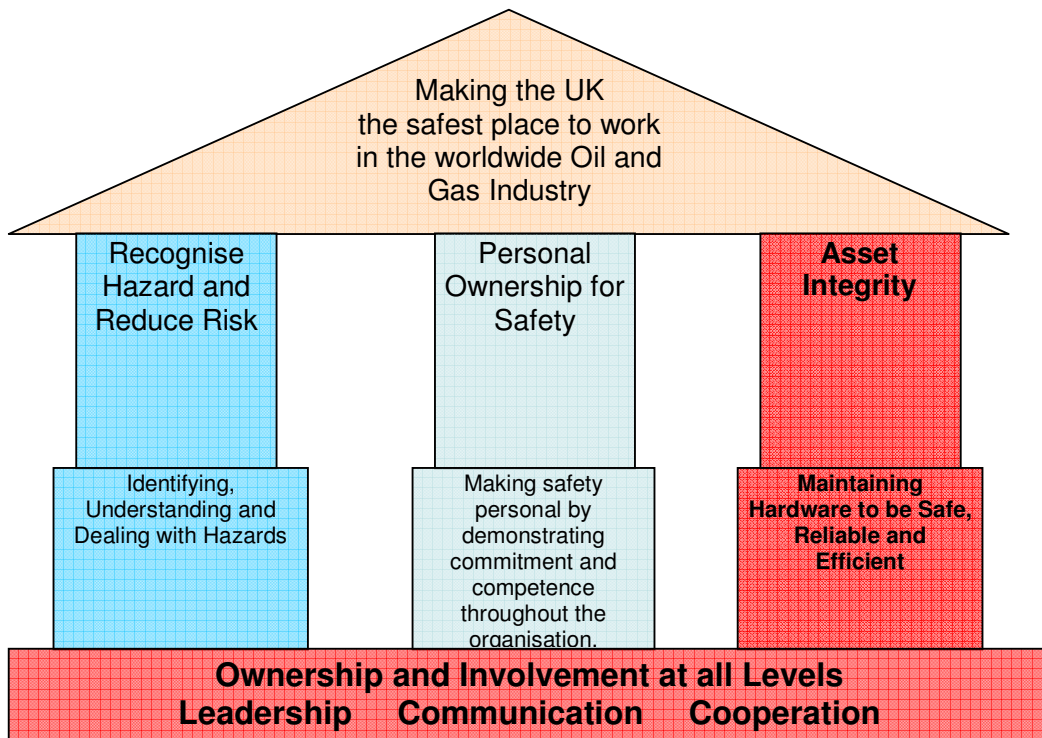 Making the UK
the safest place to work
in the worldwide Oil and
Gas Industry
Recognise
Hazard and
Reduce Risk
Personal
Ownership for
Safety
Asset
Integrity
Identifying,
Understanding and
Dealing with Hazards
Making safety
personal by
demonstrating
commitment and
competence
throughout the
organisation.
Maintaining
Hardware to be Safe,
Reliable and
Efficient
Ownership and Involvement at all Levels
Leadership Communication Cooperation